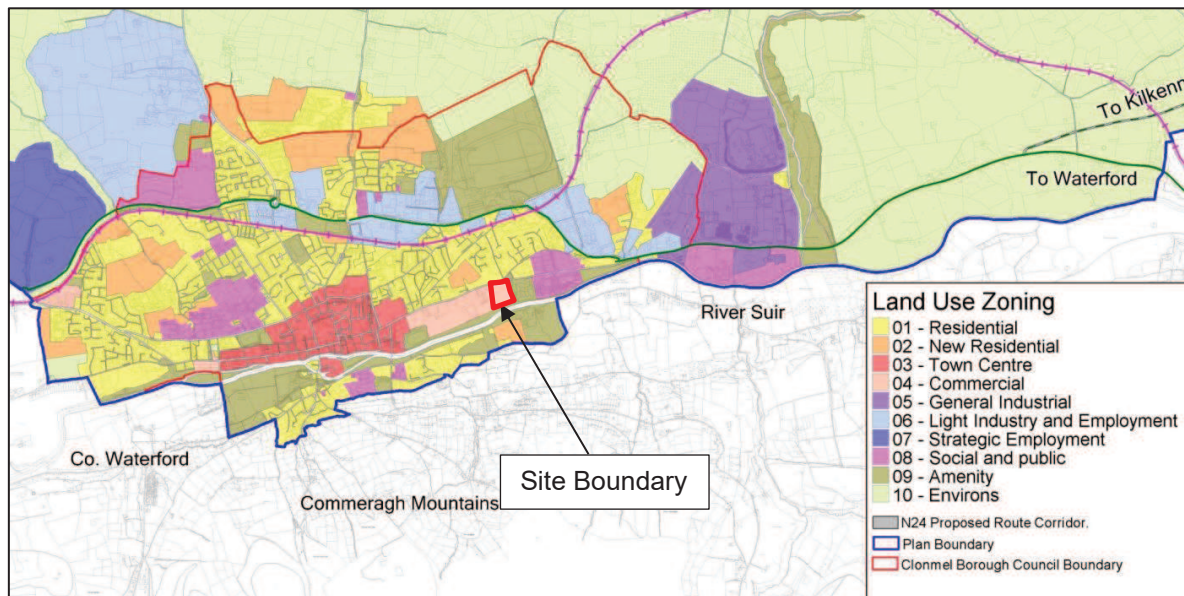 To Kilkenn
To Waterford
River Suir
Co. Waterford
Commeragh Mountains
Site Boundary
Land Use Zoning
01 - Residential
02 - New Residential
03 - Town Centre
04 - Commercial
05 - General Industrial
06 - Light Industry and Employment
07 - Strategic Employment
08 - Social and public
09 - Amenity
10 - Environs
N24 Proposed Route Corridor.
Plan Boundary
Clonmel Borough Council Boundary